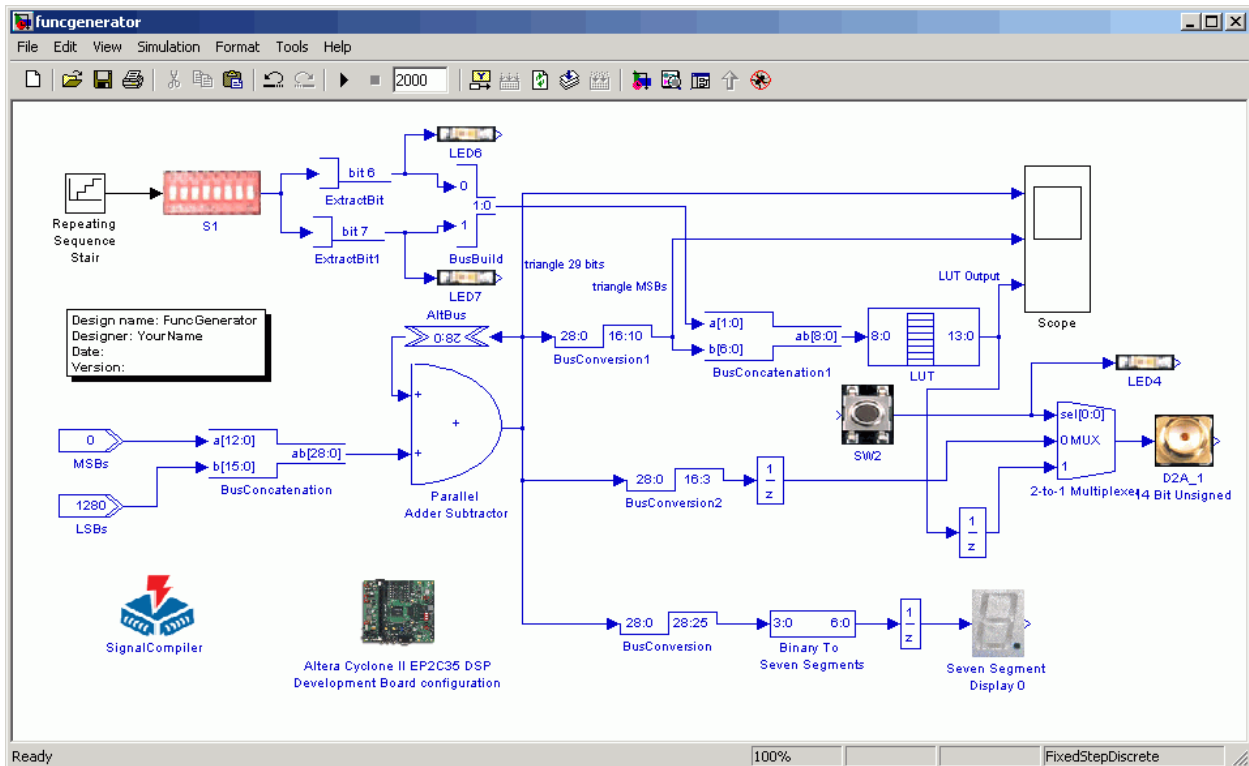 funcgenerator
File Edit View Simulation Format Tools Help
2000
LED6
bit 6
ExtractBit
0
1:0
Repeating
Sequence
Stair
S1
bit 7
ExtractBit1
1
BusBuild
LED7
triangle 29 bits
triangle MSBs
LUT Output
Scope
Design name: FuncGenerator
Designer: YourName
Date:
Version:
AltBus
28:0
28:0 16:10
BusConversion1
a[1:0]
b[6:0]
ab[8:0]
BusConcatenation1
8:0 13:0
LUT
LED4
+
+
+
Parallel
Adder Subtractor
0
MSBs
1280
LSBs
a[12:0]
b[15:0]
ab[28:0]
BusConcatenation
SW2
sel[0:0]
0 MUX
1
2-to-1 Multiplexer
D2A_1
14 Bit Unsigned
28:0 16:3
BusConversion2
1
z
1
z
SignalCompiler
Altera Cyclone II EP2C35 DSP
Development Board configuration
28:0 28:25
BusConversion
3:0 6:0
Binary To
Seven Segments
1
z
Seven Segment
Display 0
Ready 100% FixedStepDiscrete